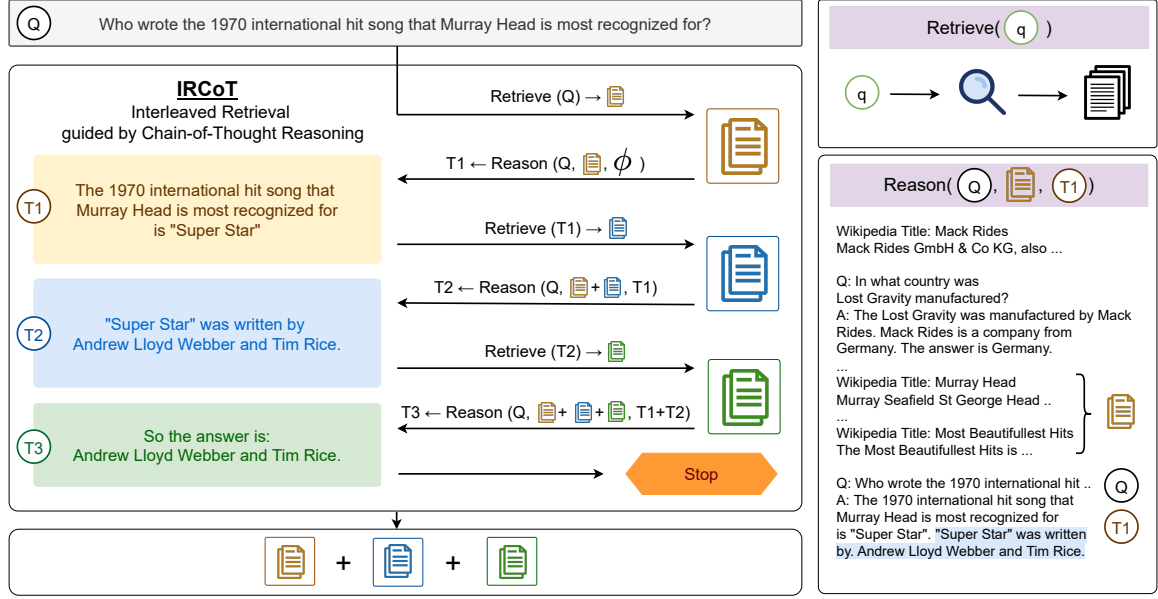 Q Who wrote the 1970 international hit song that Murray Head is most recognized for?
IRCoT
Interleaved Retrieval
guided by Chain-of-Thought Reasoning
Retrieve (Q) →
T1 ← Reason (Q, , ϕ )
T1
The 1970 international hit song that
Murray Head is most recognized for
is "Super Star"
Retrieve (T1) →
T2 ← Reason (Q, + , T1)
T2
"Super Star" was written by
Andrew Lloyd Webber and Tim Rice.
Retrieve (T2) →
T3 ← Reason (Q, + + , T1+T2)
T3
So the answer is:
Andrew Lloyd Webber and Tim Rice.
Stop
+ +
Retrieve( q )
q
Reason( Q , , T1 )
Wikipedia Title: Mack Rides
Mack Rides GmbH & Co KG, also ...
Q: In what country was
Lost Gravity manufactured?
A: The Lost Gravity was manufactured by Mack
Rides. Mack Rides is a company from
Germany. The answer is Germany.
...
Wikipedia Title: Murray Head
Murray Seafield St George Head ..
...
Wikipedia Title: Most Beautifullest Hits
The Most Beautifullest Hits is ...
Q: Who wrote the 1970 international hit ..
Q
A: The 1970 international hit song that
Murray Head is most recognized for
T1
is "Super Star". "Super Star" was written
by. Andrew Lloyd Webber and Tim Rice.